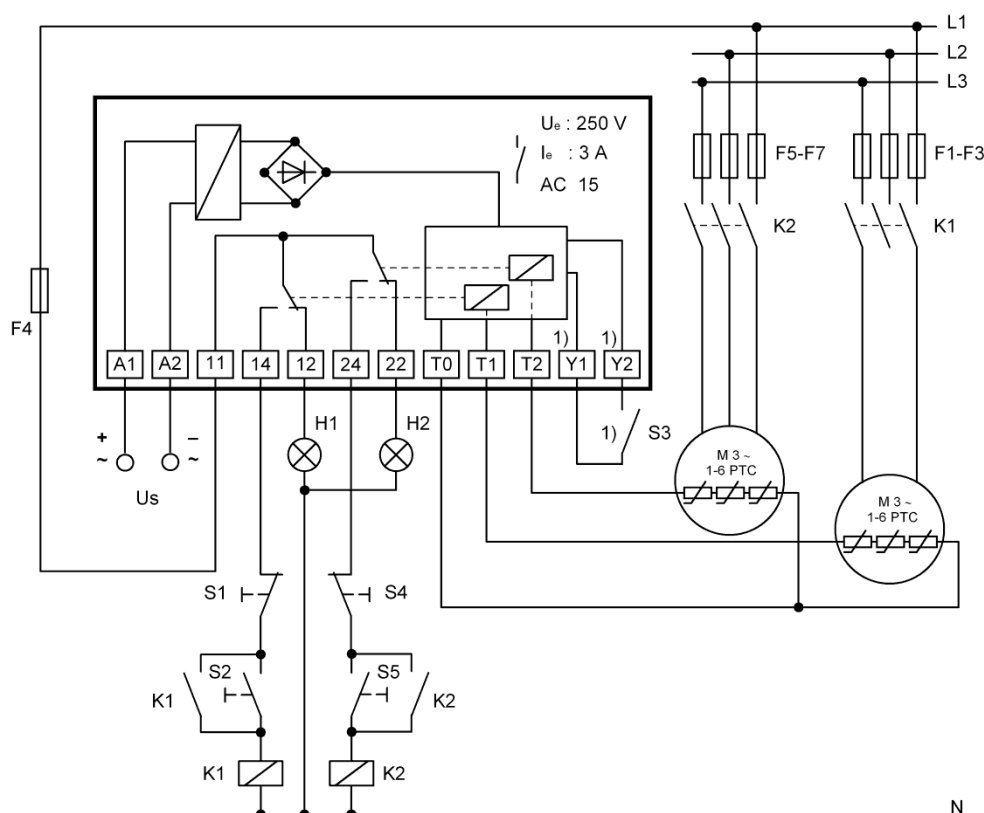 L1
L2
L3
Ue : 250 V
Ie : 3 A
AC 15
F5-F7
F1-F3
K2
K1
F4
1)
1)
A1
A2
11
14
12
24
22
T0
T1
T2
Y1
Y2
+
~
–
~
Us
H1
H2
1)
S3
M 3 ~
1-6 PTC
M 3 ~
1-6 PTC
S1
S4
K1
S2
S5
K2
K1
K2
N